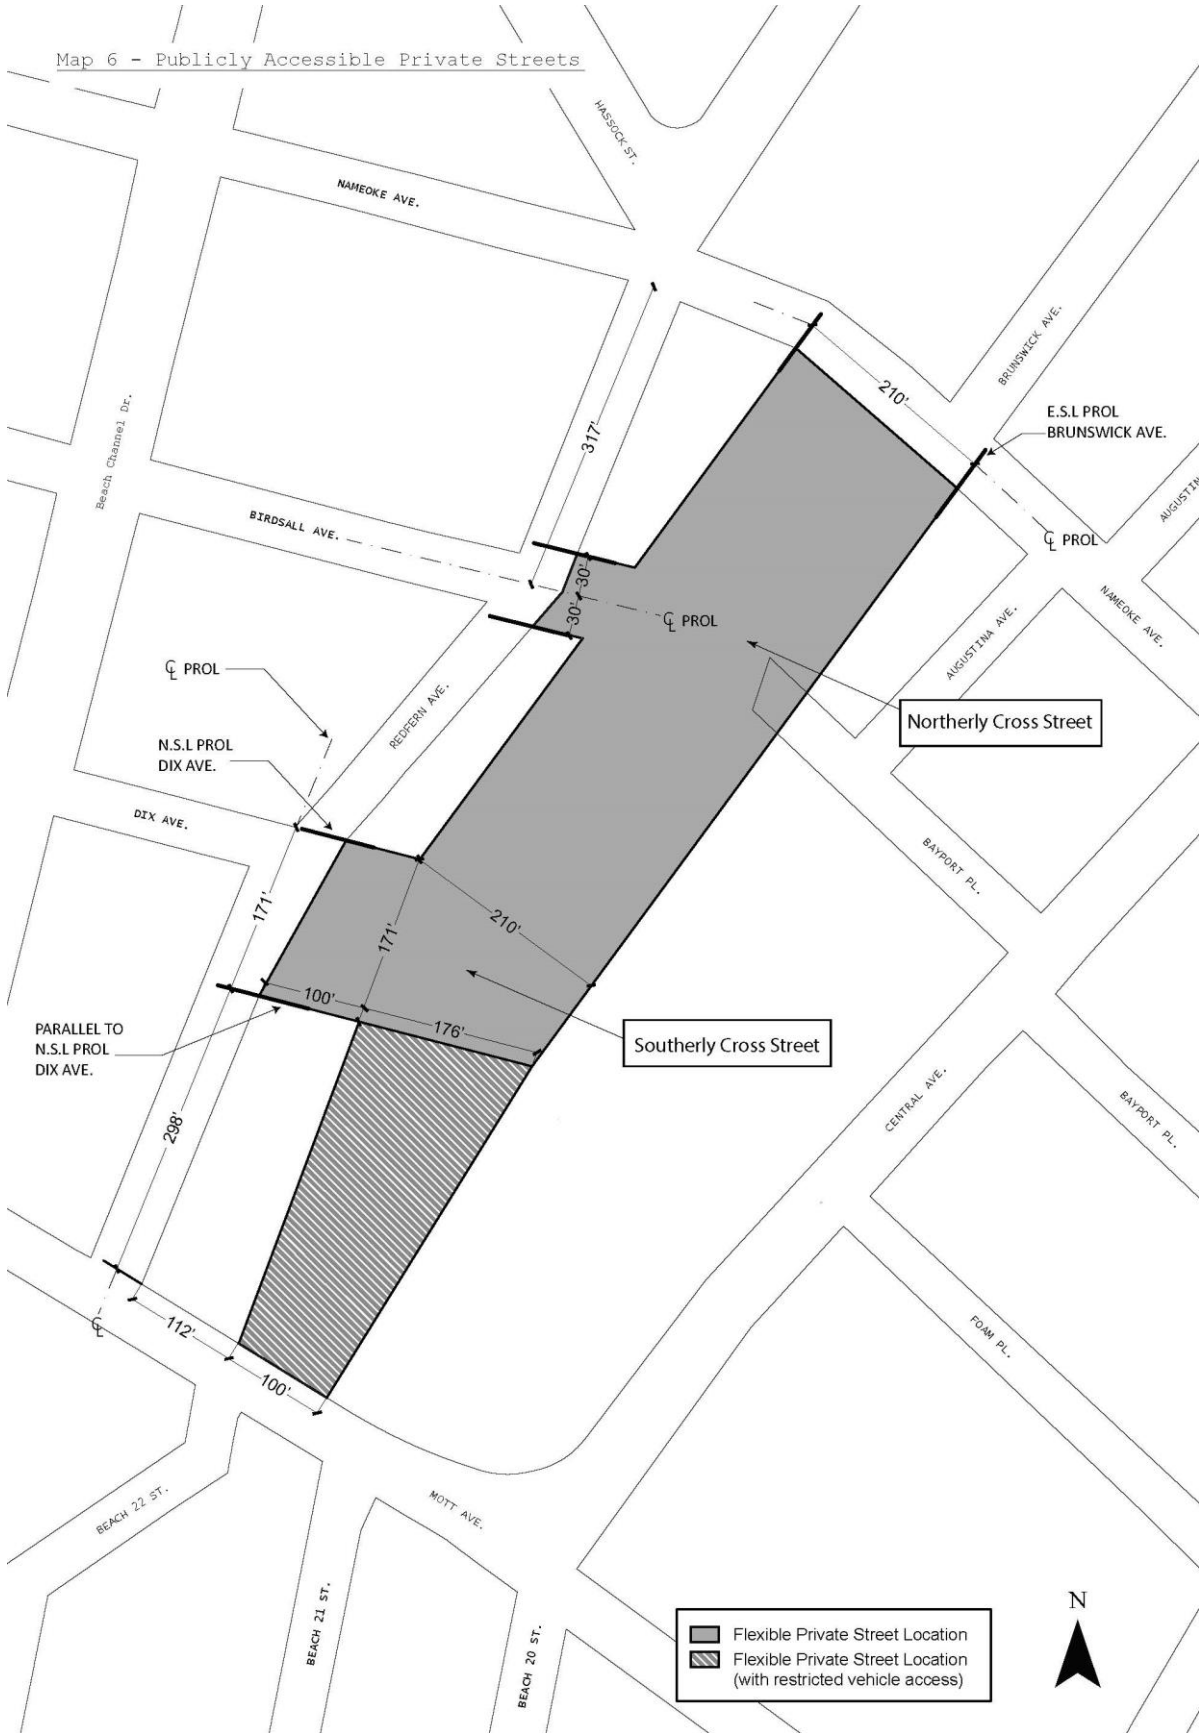 Map 6 - Publicly Accessible Private Streets
HASSOCK ST.
NAMEOKE AVE.
BRUNSWICK AVE.
210'
E.S.L PROL
BRUNSWICK AVE.
317'
Beach Channel Dr.
AUGUSTIN
BIRDSALL AVE.
℄ PROL
30'
30'
℄ PROL
NAMEOKE AVE.
AUGUSTINA AVE.
℄ PROL
REDFERN AVE.
Northerly Cross Street
N.S.L PROL
DIX AVE.
DIX AVE.
BAYPORT PL.
171'
171'
210'
100'
176'
PARALLEL TO
N.S.L PROL
DIX AVE.
Southerly Cross Street
CENTRAL AVE.
BAYPORT PL.
298'
℄
112'
100'
FOAM PL.
BEACH 22 ST.
MOTT AVE.
BEACH 21 ST.
BEACH 20 ST.
N
Flexible Private Street Location
Flexible Private Street Location
(with restricted vehicle access)